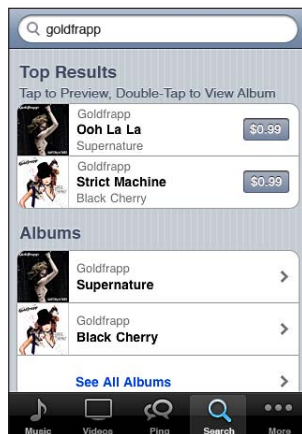 goldfrapp
Top Results
Tap to Preview, Double-Tap to View Album
Goldfrapp
Ooh La La
Supernature
$0.99
Goldfrapp
Strict Machine
Black Cherry
$0.99
Albums
Goldfrapp
Supernature
Goldfrapp
Black Cherry
See All Albums
Music
Videos
Ping
Search
More